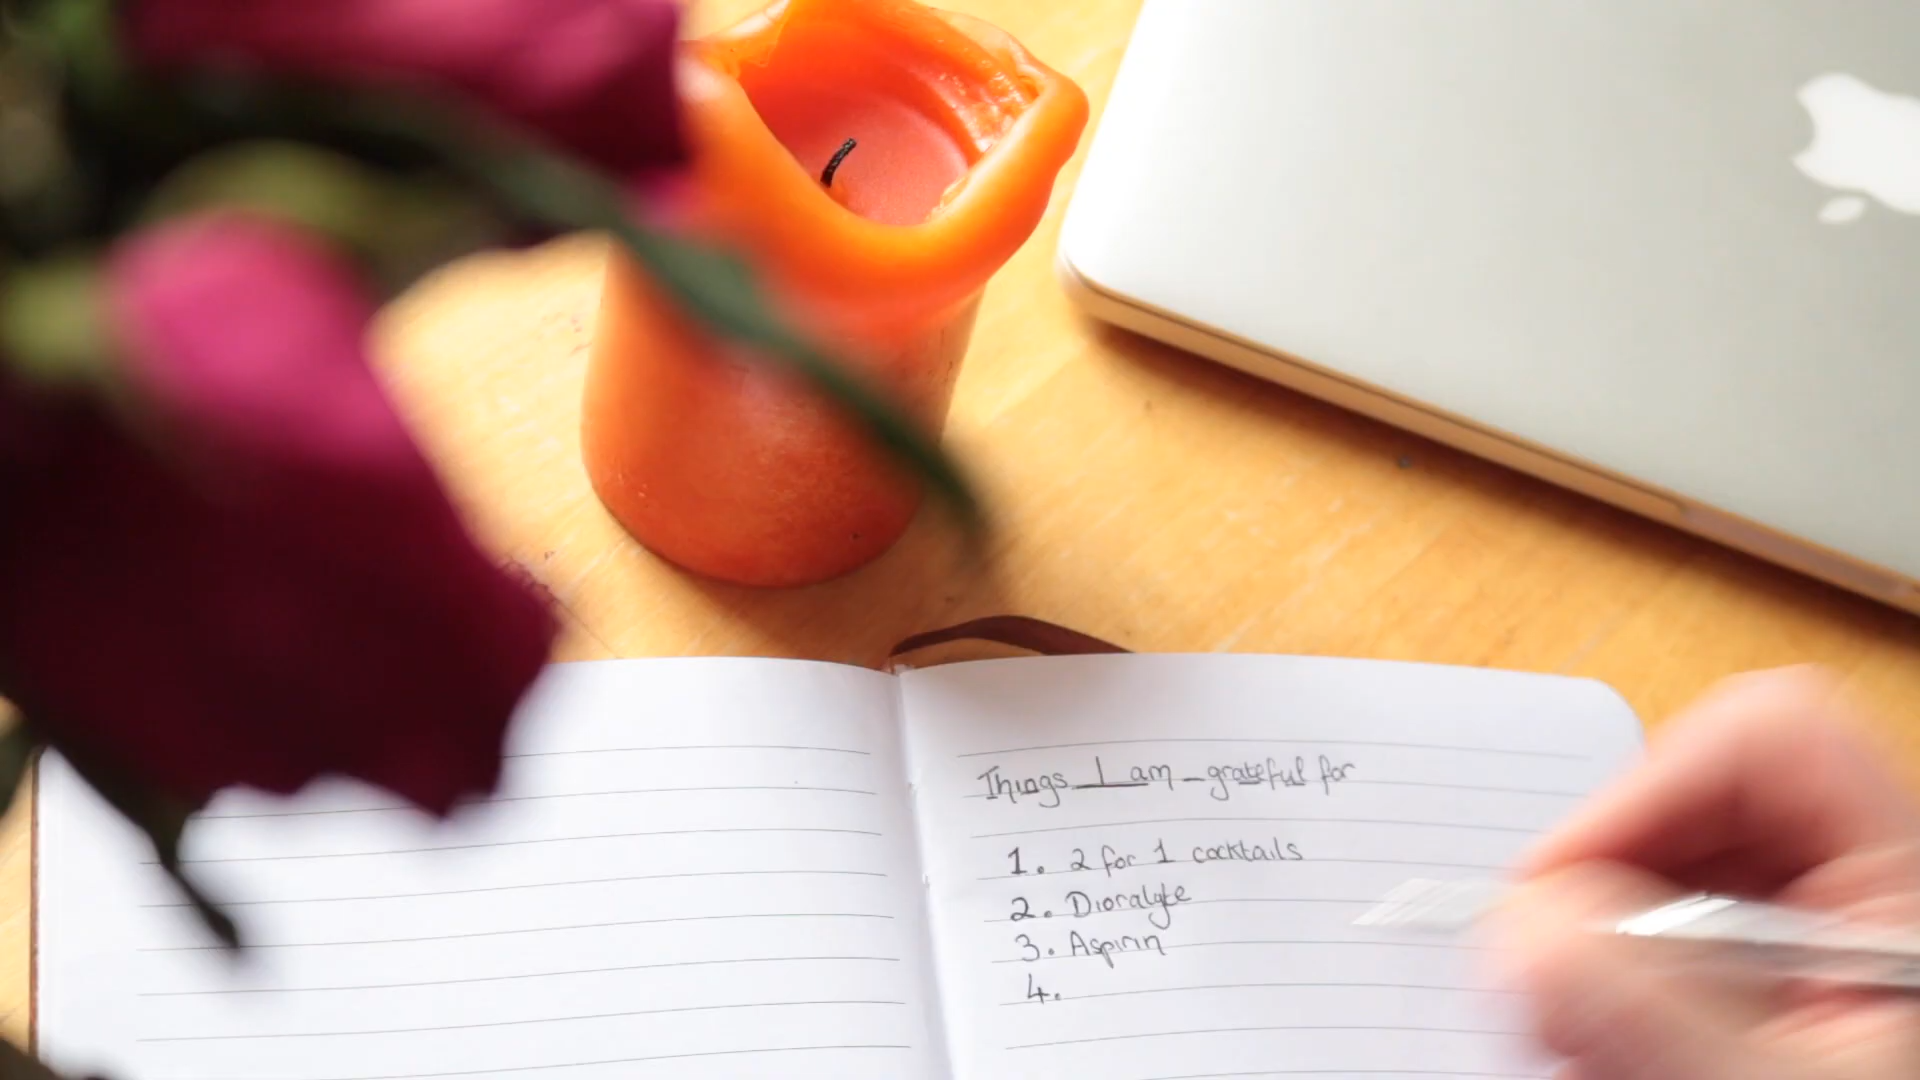 Things I am grateful for
1. 2 for 1 cocktails
2. Dioralyte
3. Aspirin
4.